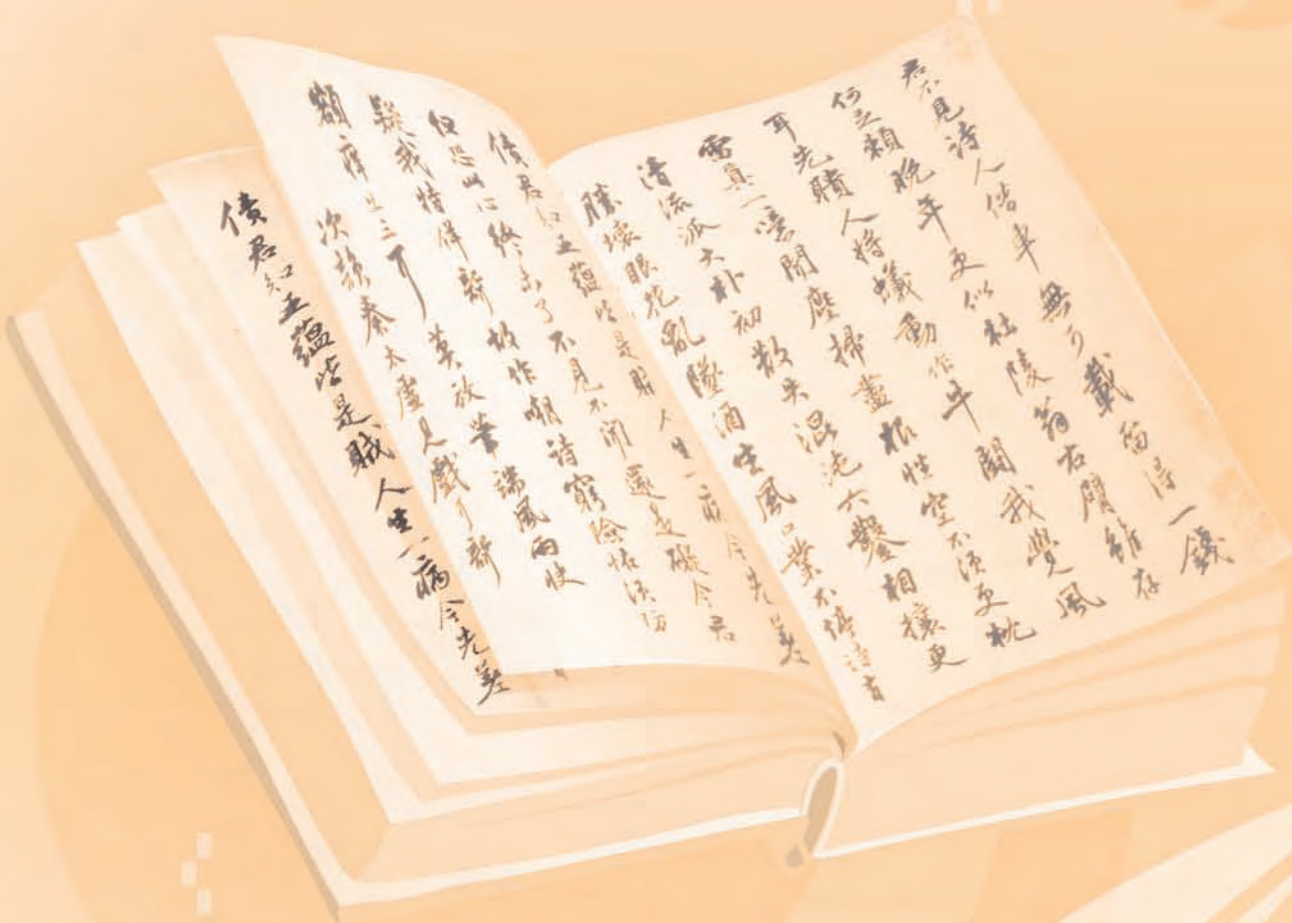 君不見詩人借車無可載留得一錢
何足賴晚年更似杜陵翁右臂雖存
耳先聵人將蟻動作牛鬬我覺風
雷真一噫聞塵掃盡根性空不須更枕
清流派大朴初散失混沌六鑿相攘更
勝壞眼花亂墜酒生風口業不停詩有
債君知五蘊皆是賊人生一病今先差
但恐此心終未了不見不聞還是礙今君
疑我特佯聾故作嘲詩窮險怪須防
額癢出三耳莫放筆端風雨快
次韻秦太虛見戲耳聾
債君知五蘊皆是賊人生一病今先差